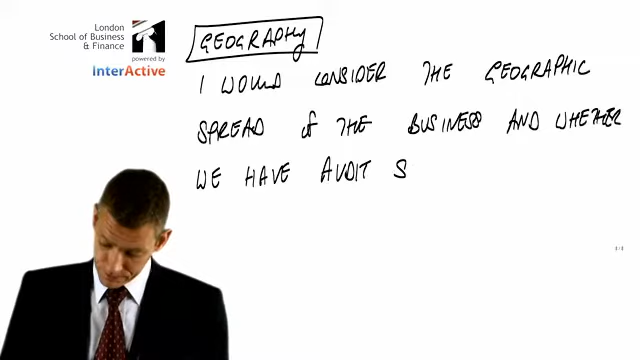 London
School of Business
& Finance
powered by
InterActive
GEOGRAPHY
I WOULD CONSIDER THE GEOGRAPHIC
SPREAD OF THE BUSINESS AND WHETHER
WE HAVE AUDIT S